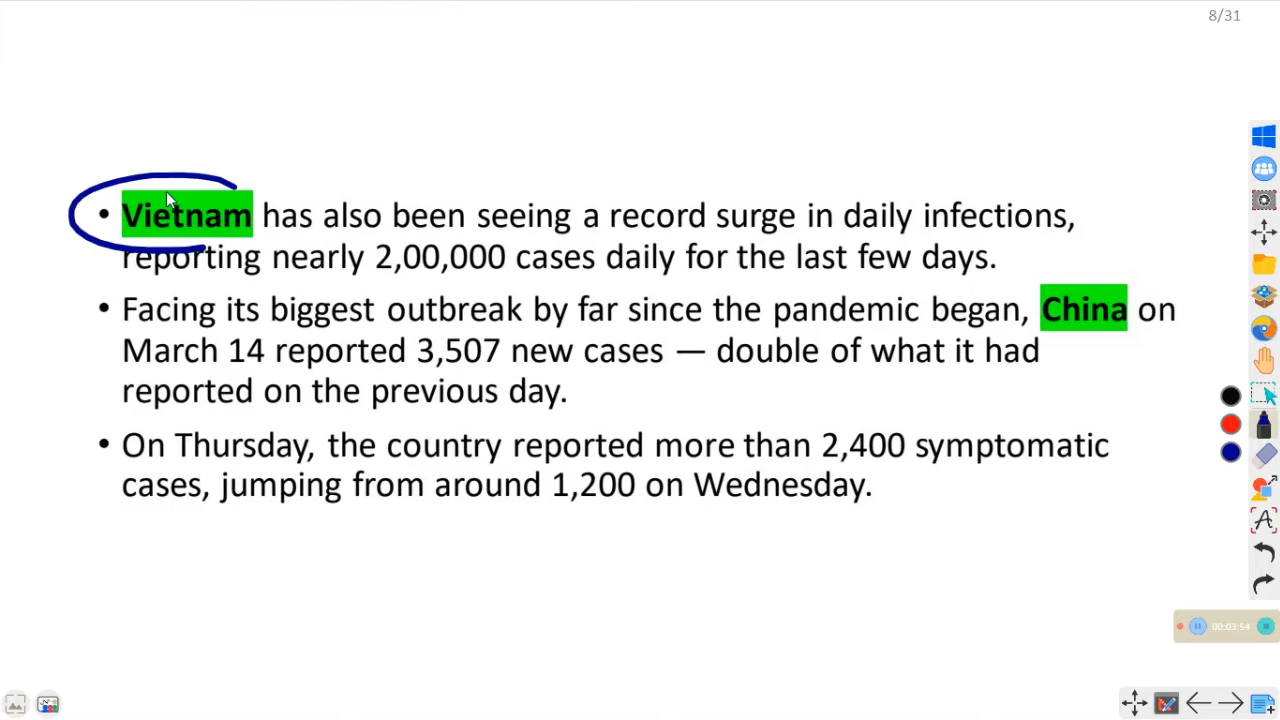 8/31
• Vietnam has also been seeing a record surge in daily infections,
reporting nearly 2,00,000 cases daily for the last few days.
• Facing its biggest outbreak by far since the pandemic began, China on
March 14 reported 3,507 new cases — double of what it had
reported on the previous day.
• On Thursday, the country reported more than 2,400 symptomatic
cases, jumping from around 1,200 on Wednesday.
00:03:54